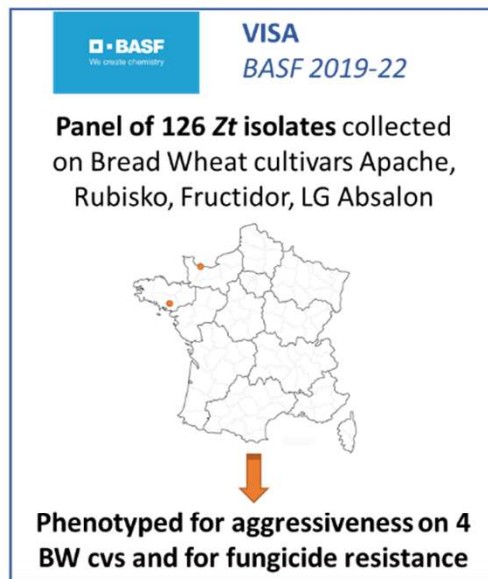 BASF
We create chemistry
VISA
BASF 2019-22
Panel of 126 Zt isolates collected
on Bread Wheat cultivars Apache,
Rubisko, Fructidor, LG Absalon
Phenotyped for aggressiveness on 4
BW cvs and for fungicide resistance